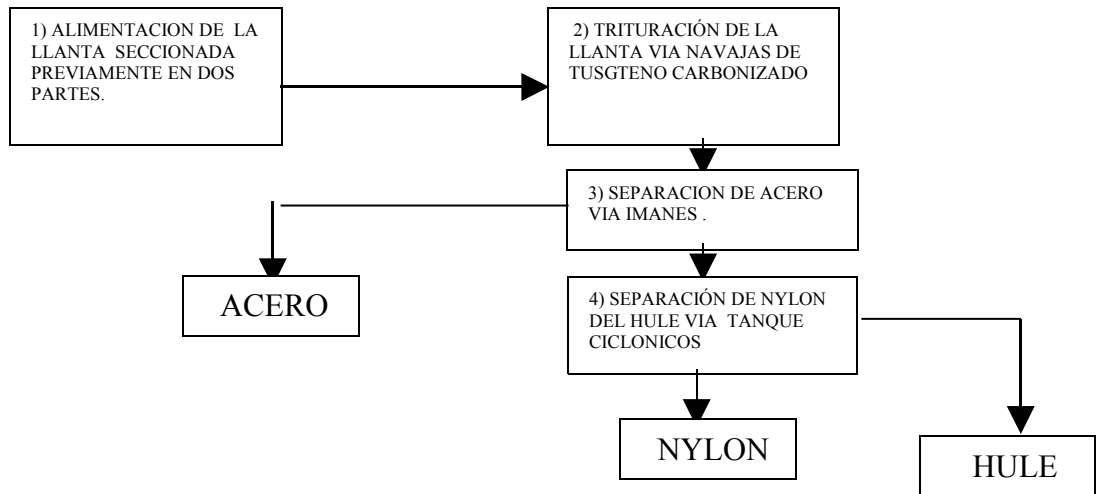 1) ALIMENTACION DE LA
LLANTA SECCIONADA
PREVIAMENTE EN DOS
PARTES.
2) TRITURACIÓN DE LA
LLANTA VIA NAVAJAS DE
TUSGTENO CARBONIZADO
3) SEPARACION DE ACERO
VIA IMANES .
ACERO
4) SEPARACIÓN DE NYLON
DEL HULE VIA TANQUE
CICLONICOS
NYLON
HULE